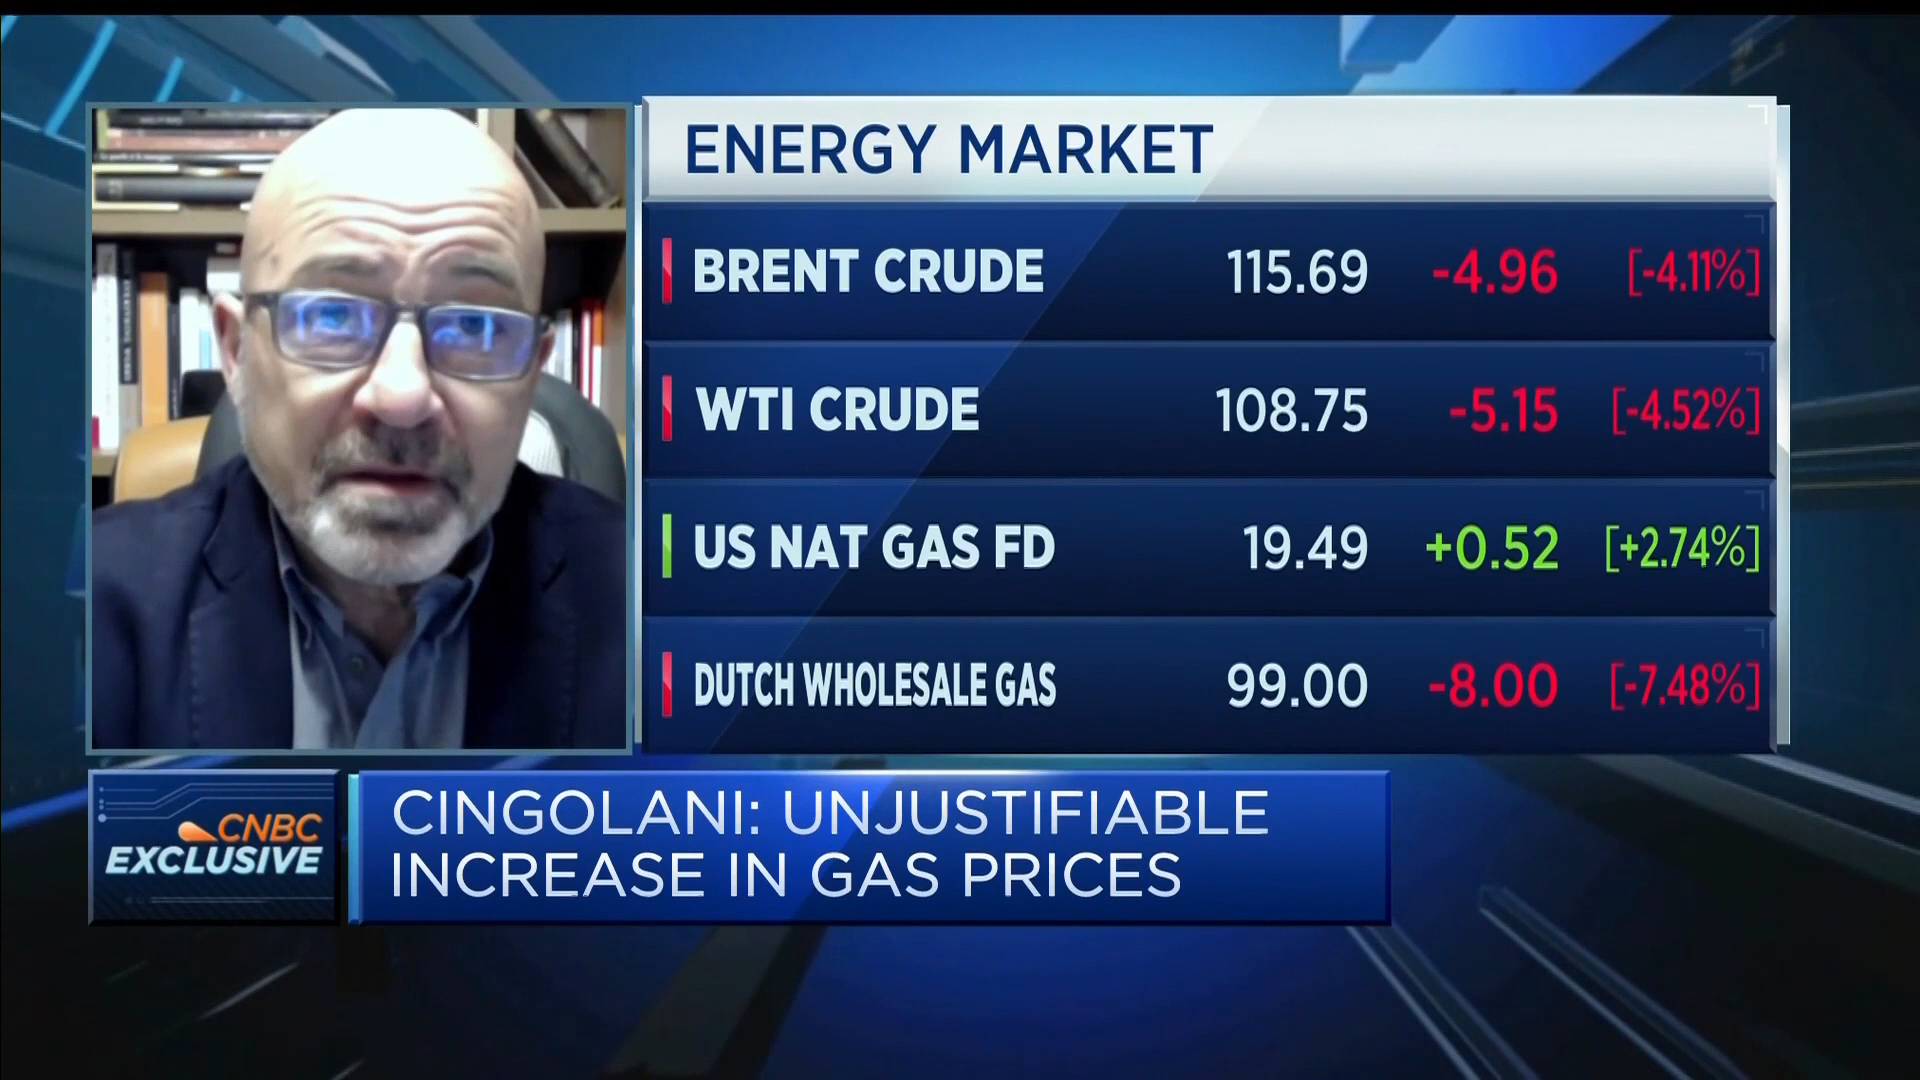 ENERGY MARKET
BRENT CRUDE 115.69 -4.96 [-4.11%]
WTI CRUDE 108.75 -5.15 [-4.52%]
US NAT GAS FD 19.49 +0.52 [+2.74%]
DUTCH WHOLESALE GAS 99.00 -8.00 [-7.48%]
CNBC
EXCLUSIVE
CINGOLANI: UNJUSTIFIABLE
INCREASE IN GAS PRICES